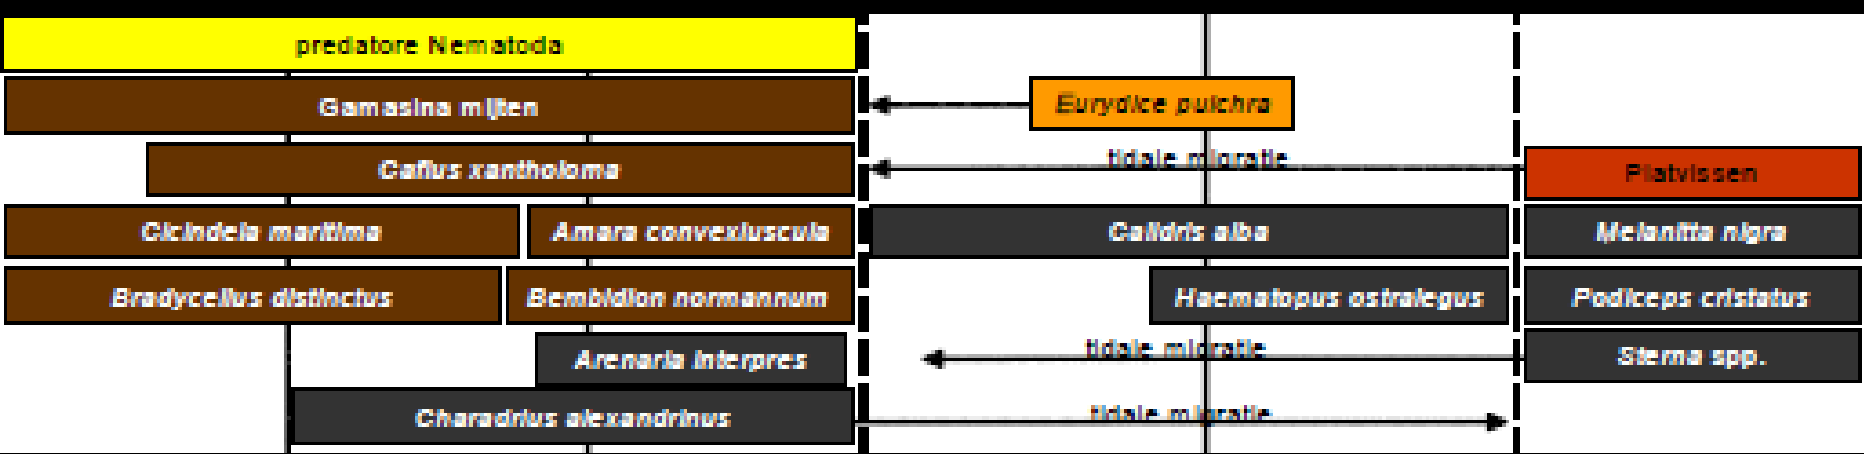 predatore Nematoda
Gamasina mijten
Eurydice pulchra
Cafius xantholoma
tidale migratie
Platvissen
Cicindela maritima
Amara convexiuscula
Calidris alba
Melanitta nigra
Bradycellus distinctus
Bembidion normannum
Haematopus ostralegus
Podiceps cristatus
Arenaria interpres
tidale migratie
Sterna spp.
Charadrius alexandrinus
tidale migratie